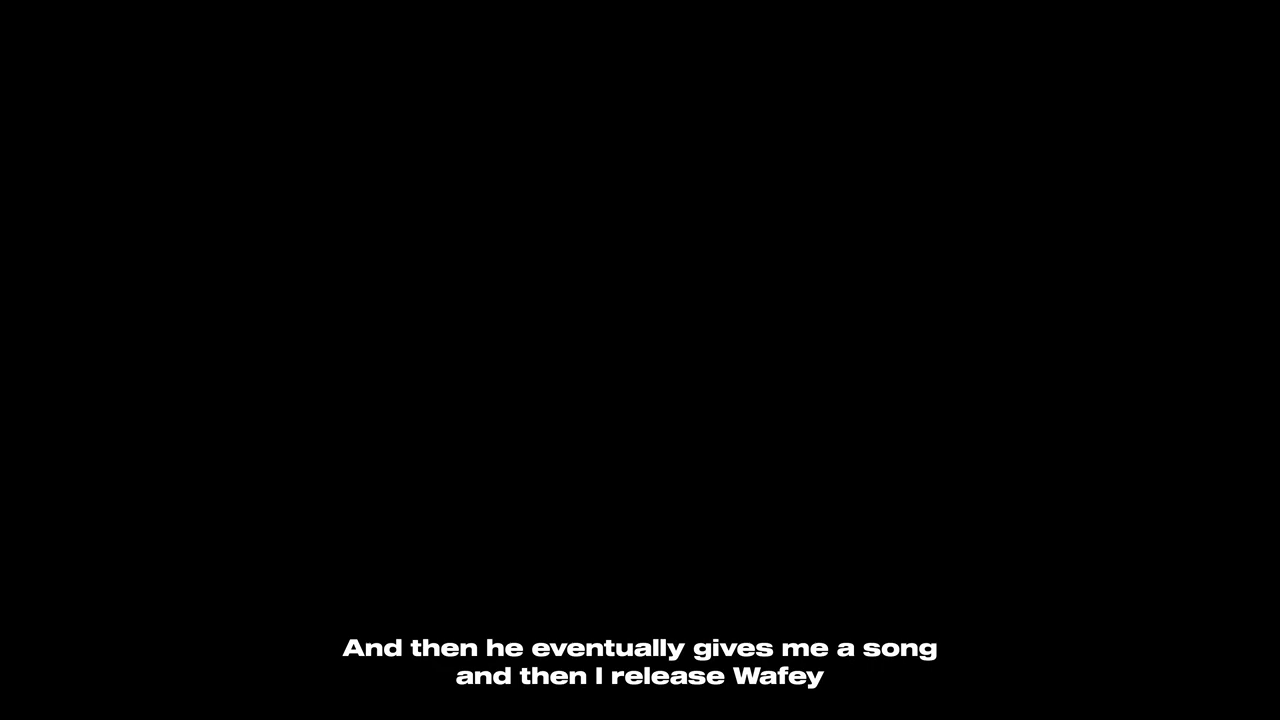 And then he eventually gives me a song
and then I release Wafey